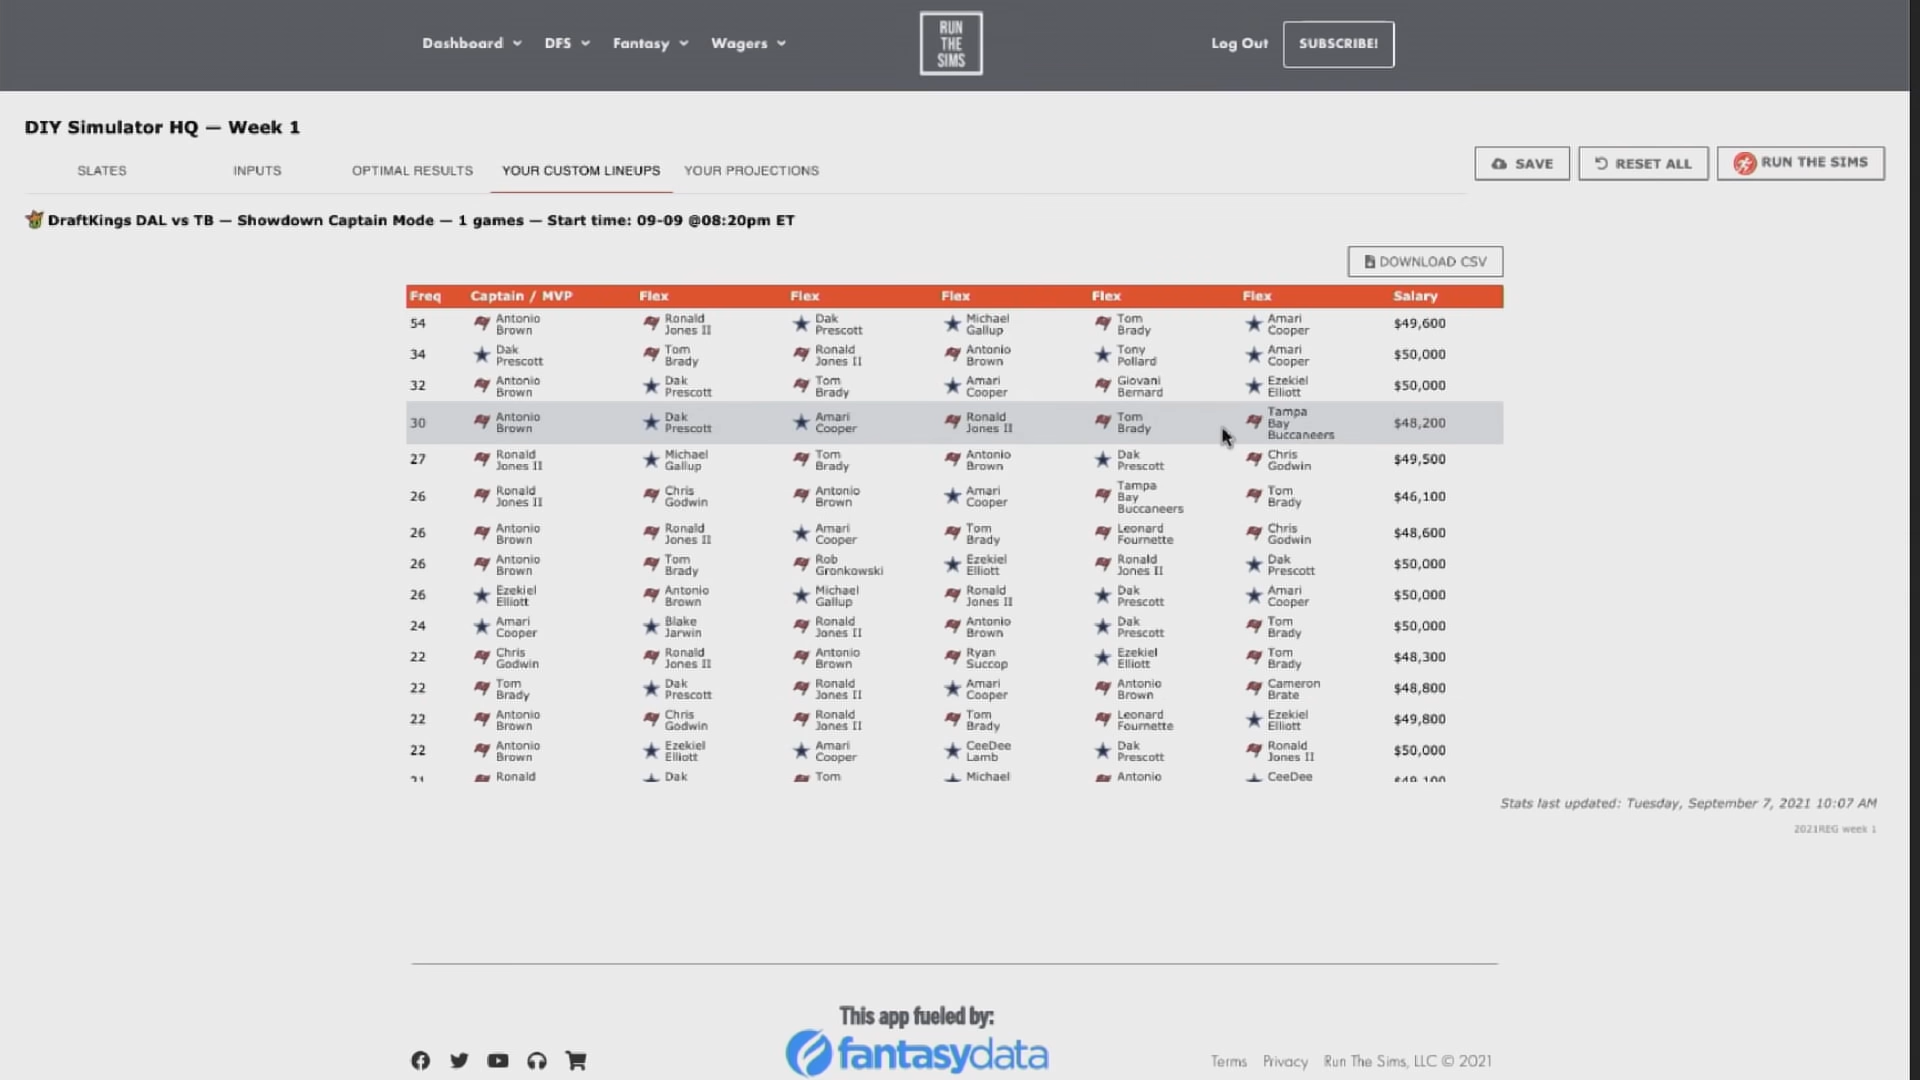 Dashboard DFS Fantasy Wagers
RUN
THE
SIMS
Log Out SUBSCRIBE!
DIY Simulator HQ — Week 1
SLATES INPUTS OPTIMAL RESULTS YOUR CUSTOM LINEUPS YOUR PROJECTIONS
SAVE RESET ALL RUN THE SIMS
DraftKings DAL vs TB — Showdown Captain Mode — 1 games — Start time: 09-09 @08:20pm ET
DOWNLOAD CSV
Freq Captain / MVP Flex Flex Flex Flex Flex Salary
54 Antonio Brown Ronald Jones II Dak Prescott Michael Gallup Tom Brady Amari Cooper $49,600
34 Dak Prescott Tom Brady Ronald Jones II Antonio Brown Tony Pollard Amari Cooper $50,000
32 Antonio Brown Dak Prescott Tom Brady Amari Cooper Giovani Bernard Ezekiel Elliott $50,000
30 Antonio Brown Dak Prescott Amari Cooper Ronald Jones II Tom Brady Tampa Bay Buccaneers $48,200
27 Ronald Jones II Michael Gallup Tom Brady Antonio Brown Dak Prescott Chris Godwin $49,500
26 Ronald Jones II Chris Godwin Antonio Brown Amari Cooper Tampa Bay Buccaneers Tom Brady $46,100
26 Antonio Brown Ronald Jones II Amari Cooper Tom Brady Leonard Fournette Chris Godwin $48,600
26 Antonio Brown Tom Brady Rob Gronkowski Ezekiel Elliott Ronald Jones II Dak Prescott $50,000
26 Ezekiel Elliott Antonio Brown Michael Gallup Ronald Jones II Dak Prescott Amari Cooper $50,000
24 Amari Cooper Blake Jarwin Ronald Jones II Antonio Brown Dak Prescott Tom Brady $50,000
22 Chris Godwin Ronald Jones II Antonio Brown Ryan Succop Ezekiel Elliott Tom Brady $48,300
22 Tom Brady Dak Prescott Ronald Jones II Amari Cooper Antonio Brown Cameron Brate $48,800
22 Antonio Brown Chris Godwin Ronald Jones II Tom Brady Leonard Fournette Ezekiel Elliott $49,800
22 Antonio Brown Ezekiel Elliott Amari Cooper CeeDee Lamb Dak Prescott Ronald Jones II $50,000
21 Ronald Dak Tom Michael Antonio CeeDee $49,100
Stats last updated: Tuesday, September 7, 2021 10:07 AM
2021REG week 1
This app fueled by:
fantasydata
Terms Privacy Run The Sims, LLC © 2021